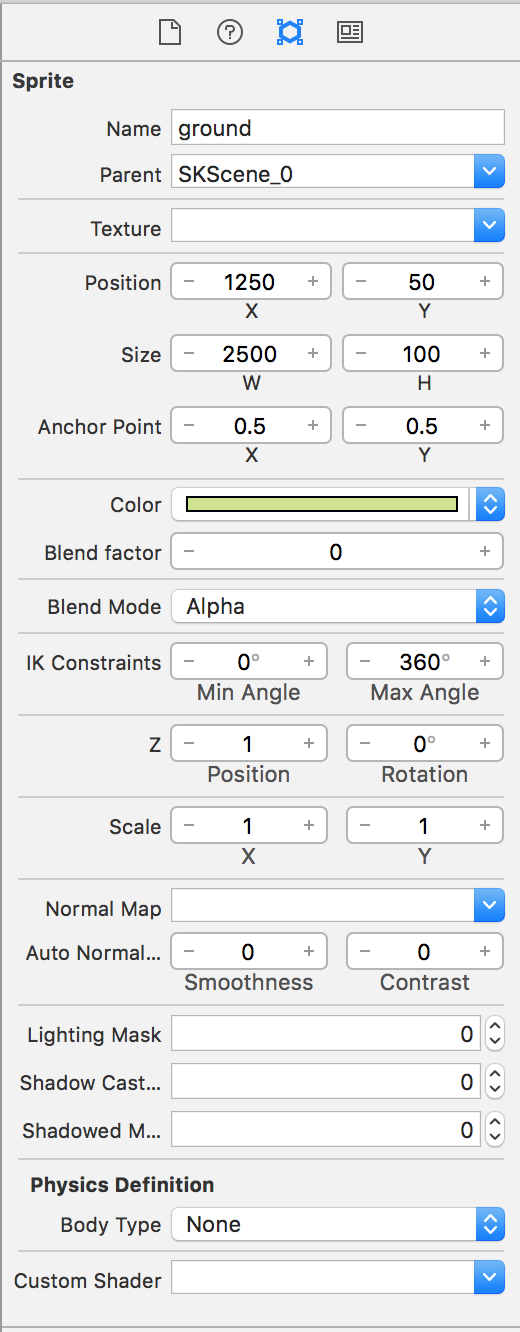 Sprite
Name ground
Parent SKScene_0
Texture
Position − 1250 + − 50 +
X Y
Size − 2500 + − 100 +
W H
Anchor Point − 0.5 + − 0.5 +
X Y
Color
Blend factor − 0 +
Blend Mode Alpha
IK Constraints − 0° + − 360° +
Min Angle Max Angle
Z − 1 + − 0° +
Position Rotation
Scale − 1 + − 1 +
X Y
Normal Map
Auto Normal... − 0 + − 0 +
Smoothness Contrast
Lighting Mask 0
Shadow Cast... 0
Shadowed M... 0
Physics Definition
Body Type None
Custom Shader